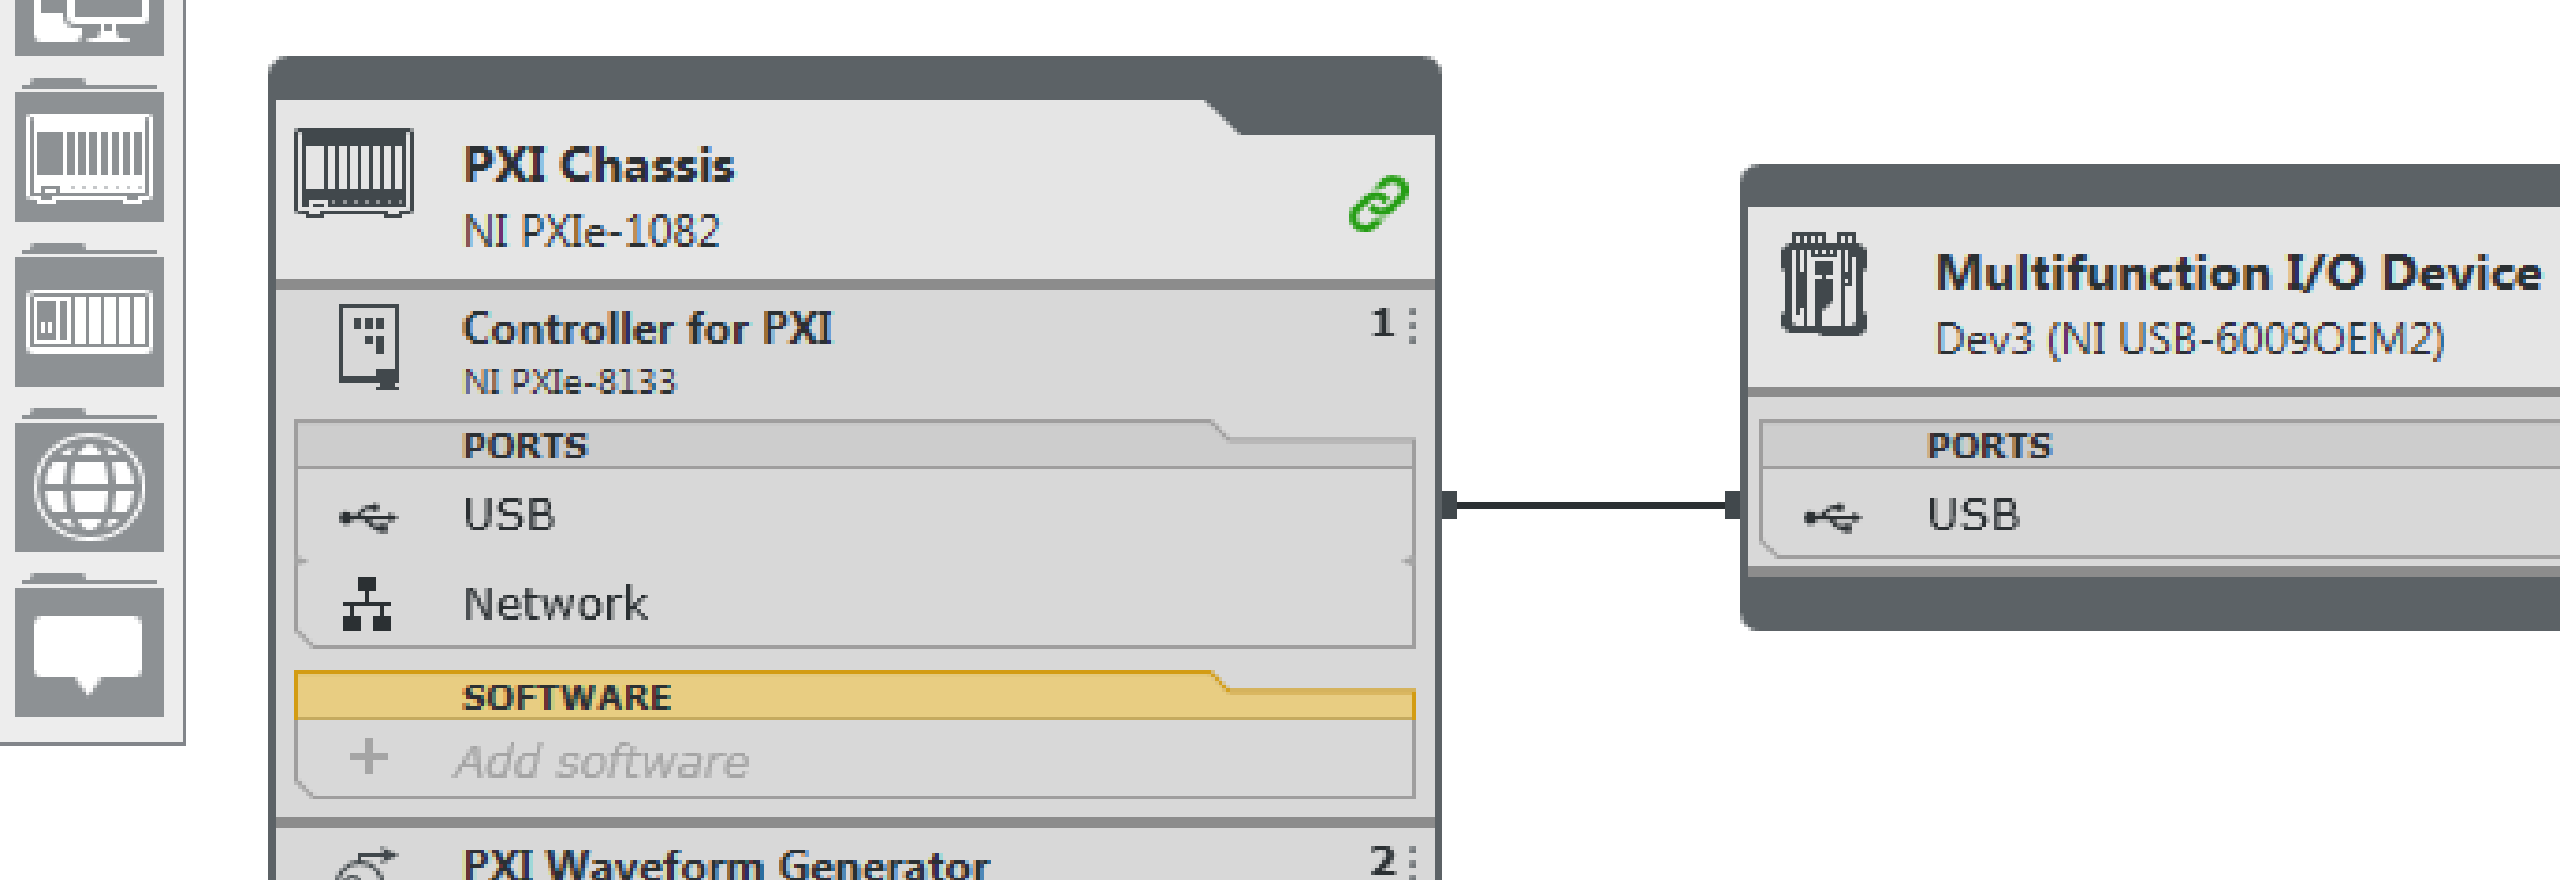 PXI Chassis
NI PXIe-1082
Controller for PXI
1
NI PXIe-8133
PORTS
USB
Network
SOFTWARE
Add software
PXI Waveform Generator
2
Multifunction I/O Device
Dev3 (NI USB-6009OEM2)
PORTS
USB